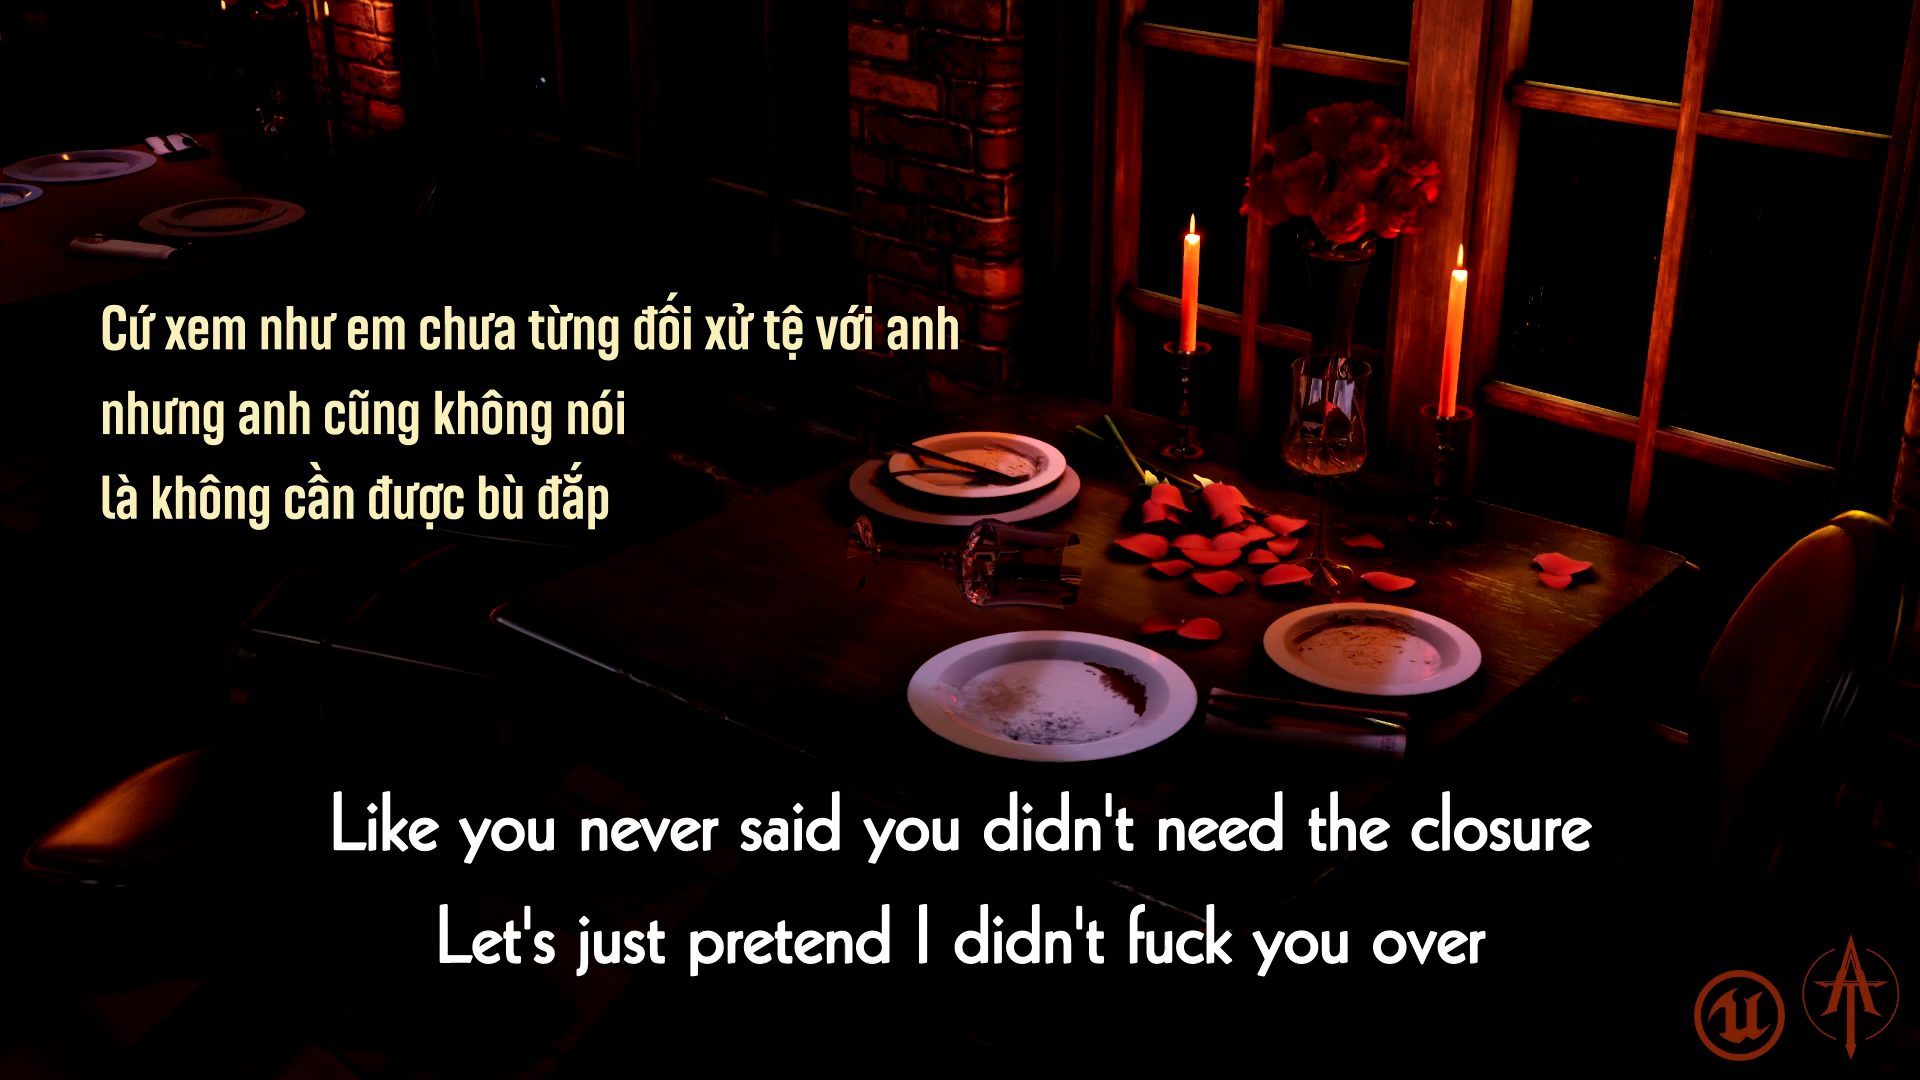 Cứ xem như em chưa từng đối xử tệ với anh
nhưng anh cũng không nói
là không cần được bù đắp
Like you never said you didn't need the closure
Let's just pretend I didn't fuck you over